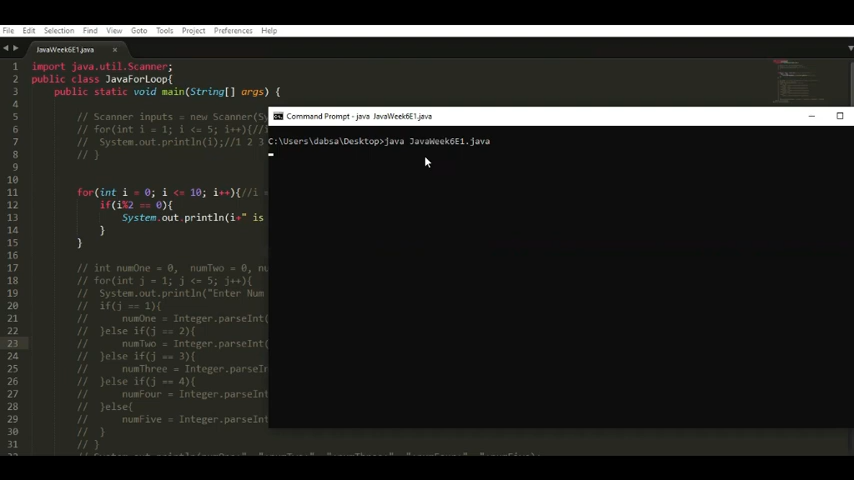 File Edit Selection Find View Goto Tools Project Preferences Help
JavaWeek6E1.java ×
1 import java.util.Scanner;
2 public class JavaForLoop{
3 public static void main(String[] args) {
4
5 // Scanner inputs = new Scanner(Sy
6 // for(int i = 1; i <= 5; i++){//i
7 // System.out.println(i);//1 2 3
8 // }
9
10
11 for(int i = 0; i <= 10; i++){//i =
12 if(i%2 == 0){
13 System.out.println(i+" is
14 }
15 }
16
17 // int numOne = 0, numTwo = 0, nu
18 // for(int j = 1; j <= 5; j++){
19 // System.out.println("Enter Num
20 // if(j == 1){
21 // numOne = Integer.parseInt(
22 // }else if(j == 2){
23 // numTwo = Integer.parseInt(
24 // }else if(j == 3){
25 // numThree = Integer.parseInt(
26 // }else if(j == 4){
27 // numFour = Integer.parseInt(
28 // }else{
29 // numFive = Integer.parseInt(
30 // }
31 // }
Command Prompt - java JavaWeek6E1.java
C:\Users\dabsa\Desktop>java JavaWeek6E1.java